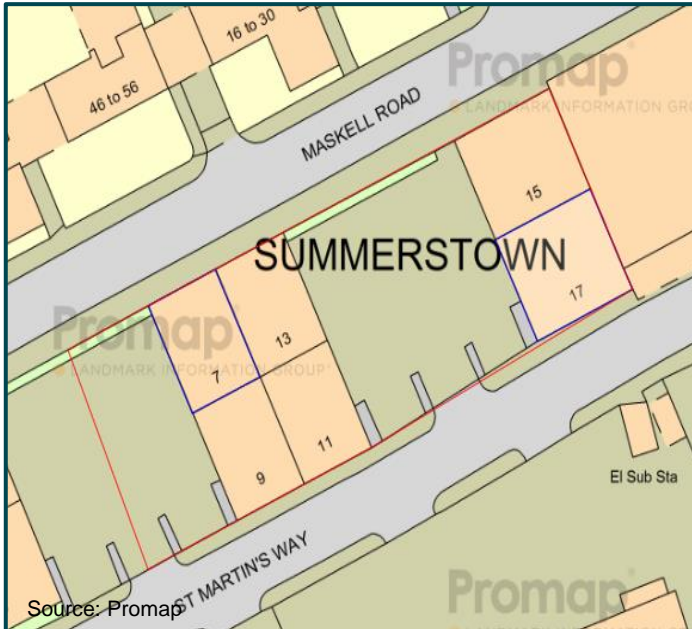 16 to 30
46 to 56
Promap
LANDMARK INFORMATION GRO
MASKELL ROAD
15
SUMMERSTOWN
17
Promap
LANDMARK INFORMATION GROUP
13
7
11
9
El Sub Sta
ST MARTIN'S WAY
Promap
Source: Promap